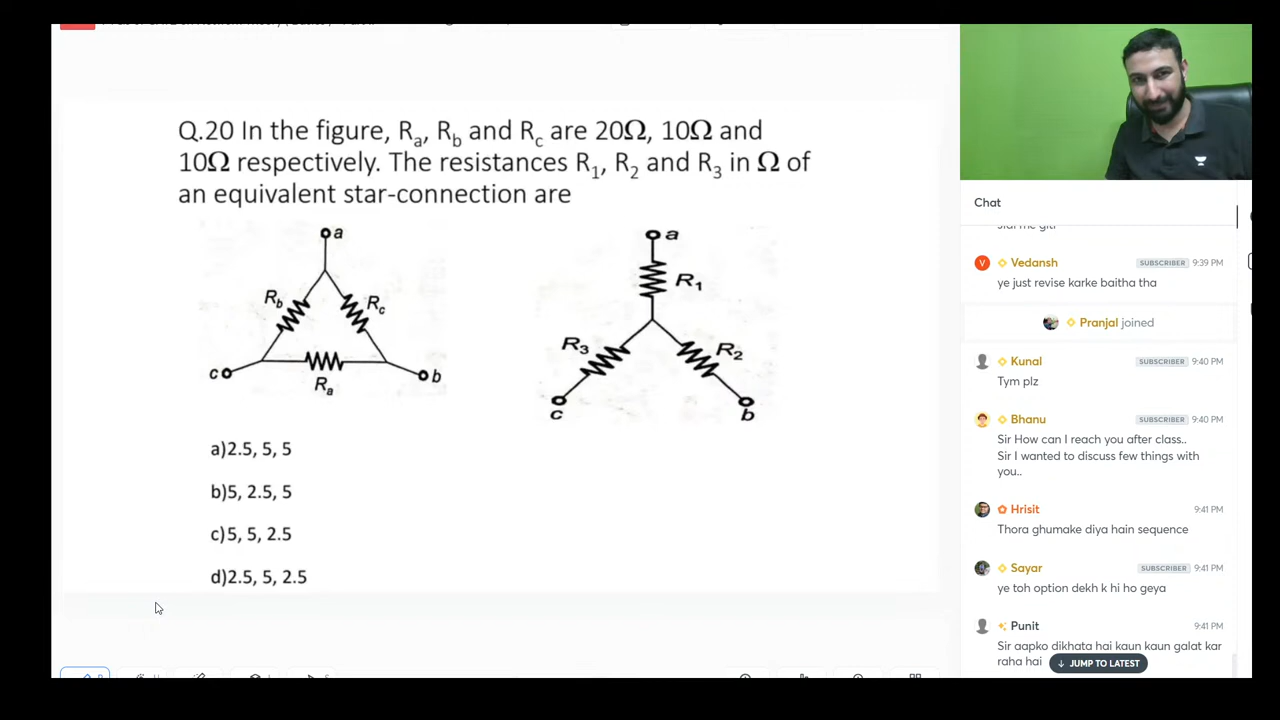 Q.20 In the figure, Ra, Rb and Rc are 20Ω, 10Ω and
10Ω respectively. The resistances R1, R2 and R3 in Ω of
an equivalent star-connection are
a
Rb
Rc
c
Ra
b
a
R1
R3
R2
c
b
a)2.5, 5, 5
b)5, 2.5, 5
c)5, 5, 2.5
d)2.5, 5, 2.5
Chat
V
Vedansh SUBSCRIBER 9:39 PM
ye just revise karke baitha tha
Pranjal joined
Kunal SUBSCRIBER 9:40 PM
Tym plz
Bhanu SUBSCRIBER 9:40 PM
Sir How can I reach you after class..
Sir I wanted to discuss few things with
you..
Hrisit 9:41 PM
Thora ghumake diya hain sequence
Sayar SUBSCRIBER 9:41 PM
ye toh option dekh k hi ho geya
Punit 9:41 PM
Sir aapko dikhata hai kaun kaun galat kar
raha hai
↓ JUMP TO LATEST